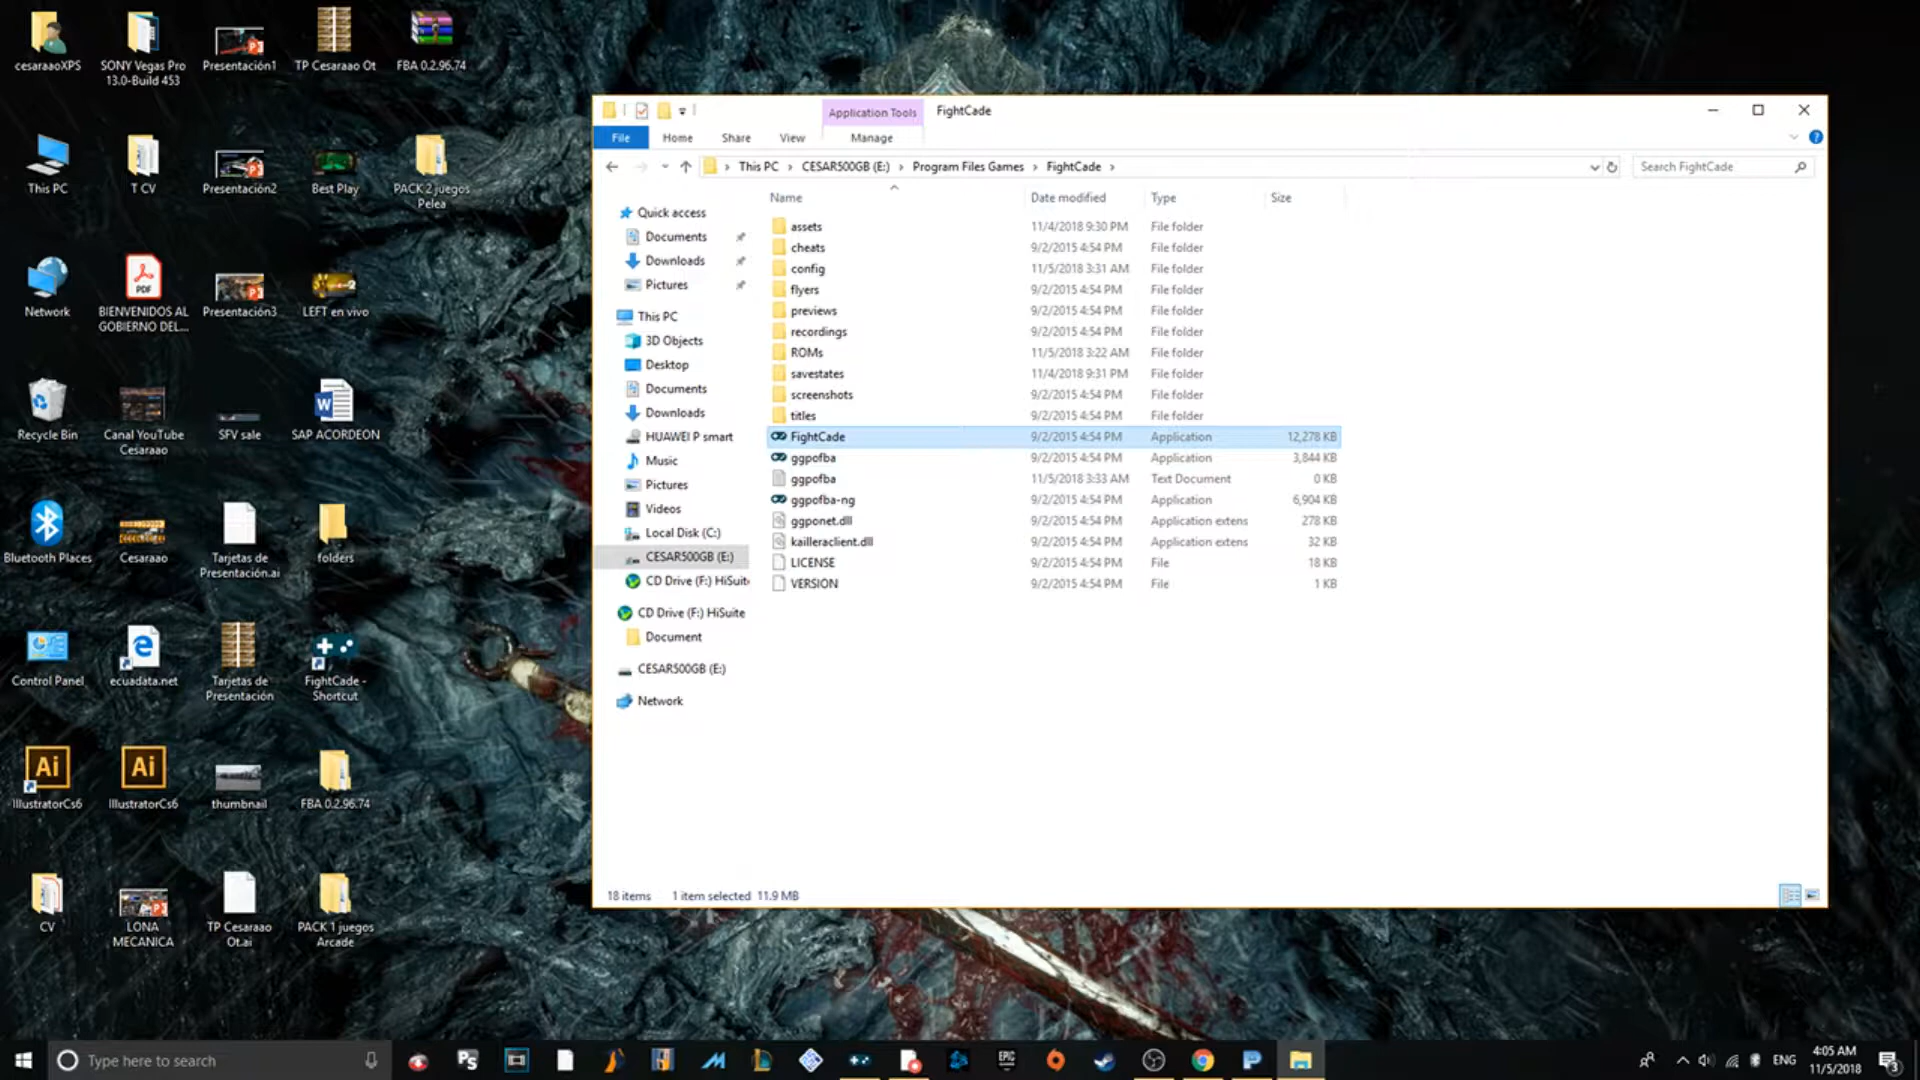 cesaraaoXPS
SONY Vegas Pro
13.0-Build 453
Presentación1
TP Cesaraao Ot
FBA 0.2.96.74
This PC
T CV
Presentación2
Best Play
PACK 2 juegos
Pelea
Network
PDF
BIENVENIDOS AL
GOBIERNO DEL...
Presentación3
LEFT en vivo
Recycle Bin
Canal YouTube
Cesaraao
SFV sale
SAP ACORDEON
Bluetooth Places
Cesaraao
Tarjetas de
Presentación.ai
folders
Control Panel
ecuadata.net
Tarjetas de
Presentación
FightCade -
Shortcut
Ai
IllustratorCs6
Ai
IllustratorCs6
thumbnail
FBA 0.2.96.74
CV
LONA
MECANICA
TP Cesaraao
Ot.ai
PACK 1 juegos
Arcade
Application Tools
FightCade
File
Home
Share
View
Manage
This PC > CESAR500GB (E:) > Program Files Games > FightCade >
Search FightCade
Name
Date modified
Type
Size
Quick access
Documents
Downloads
Pictures
This PC
3D Objects
Desktop
Documents
Downloads
HUAWEI P smart
Music
Pictures
Videos
Local Disk (C:)
CESAR500GB (E:)
CD Drive (F:) HiSuite
CD Drive (F:) HiSuite
Document
CESAR500GB (E:)
Network
assets 11/4/2018 9:30 PM File folder
cheats 9/2/2015 4:54 PM File folder
config 11/5/2018 3:31 AM File folder
flyers 9/2/2015 4:54 PM File folder
previews 9/2/2015 4:54 PM File folder
recordings 9/2/2015 4:54 PM File folder
ROMs 11/5/2018 3:22 AM File folder
savestates 11/4/2018 9:31 PM File folder
screenshots 9/2/2015 4:54 PM File folder
titles 9/2/2015 4:54 PM File folder
FightCade 9/2/2015 4:54 PM Application 12,278 KB
ggpofba 9/2/2015 4:54 PM Application 3,844 KB
ggpofba 11/5/2018 3:33 AM Text Document 0 KB
ggpofba-ng 9/2/2015 4:54 PM Application 6,904 KB
ggponet.dll 9/2/2015 4:54 PM Application extens 278 KB
kailleraclient.dll 9/2/2015 4:54 PM Application extens 32 KB
LICENSE 9/2/2015 4:54 PM File 18 KB
VERSION 9/2/2015 4:54 PM File 1 KB
18 items 1 item selected 11.9 MB
Type here to search
PS
EPIC
ENG
4:05 AM
11/5/2018
3